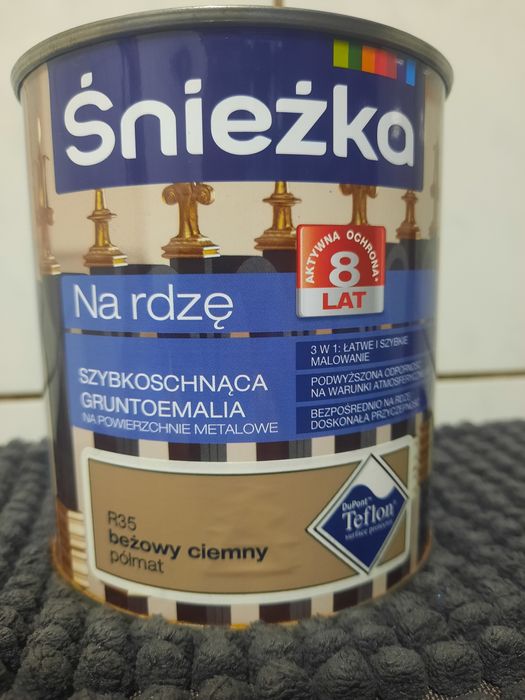 Śnieżka
AKTYWNA OCHRONA
8
LAT
Na rdzę
3 W 1: ŁATWE I SZYBKIE
MALOWANIE
SZYBKOSCHNĄCA
GRUNTOEMALIA
NA POWIERZCHNIE METALOWE
PODWYŻSZONA ODPORNOŚĆ
NA WARUNKI ATMOSFERYCZNE
BEZPOŚREDNIO NA RDZĘ
DOSKONAŁA PRZYCZEPNOŚĆ
R35
beżowy ciemny
półmat
DuPont™
Teflon
surface protector